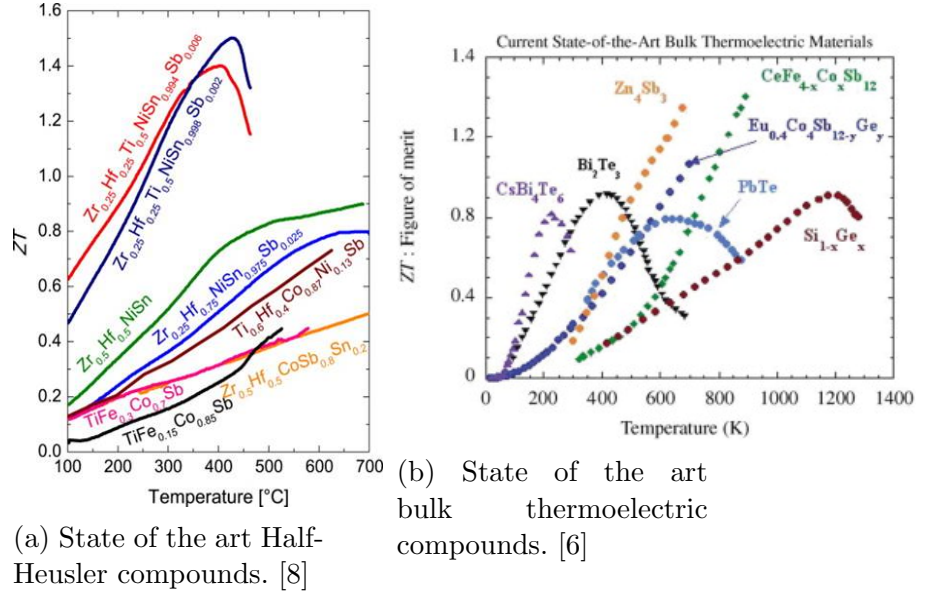 1.6
1.4
1.2
1.0
0.8
0.6
0.4
0.2
0.0
ZT
100 200 300 400 500 600 700
Temperature [°C]
Zr0.25Hf0.25Ti0.5NiSn0.994Sb0.006
Zr0.25Hf0.25Ti0.5NiSn0.998Sb0.002
Zr0.5Hf0.5NiSn
Zr0.25Hf0.75NiSn0.975Sb0.025
Ti0.6Hf0.4Co0.87Ni0.13Sb
Zr0.5Hf0.5CoSb0.8Sn0.2
TiFe0.3Co0.7Sb
TiFe0.15Co0.85Sb
(a) State of the art Half-
Heusler compounds. [8]
(b)
Current State-of-the-Art Bulk Thermoelectric Materials
1.4
1.2
0.8
0.4
0
ZT : Figure of merit
Zn4Sb3
CeFe4-xCoxSb12
Eu0.4Co4Sb12-yGey
Bi2Te3
CsBi4Te6
PbTe
Si1-xGex
0 200 400 600 800 1000 1200 1400
Temperature (K)
(b) State of the art
bulk thermoelectric
compounds. [6]